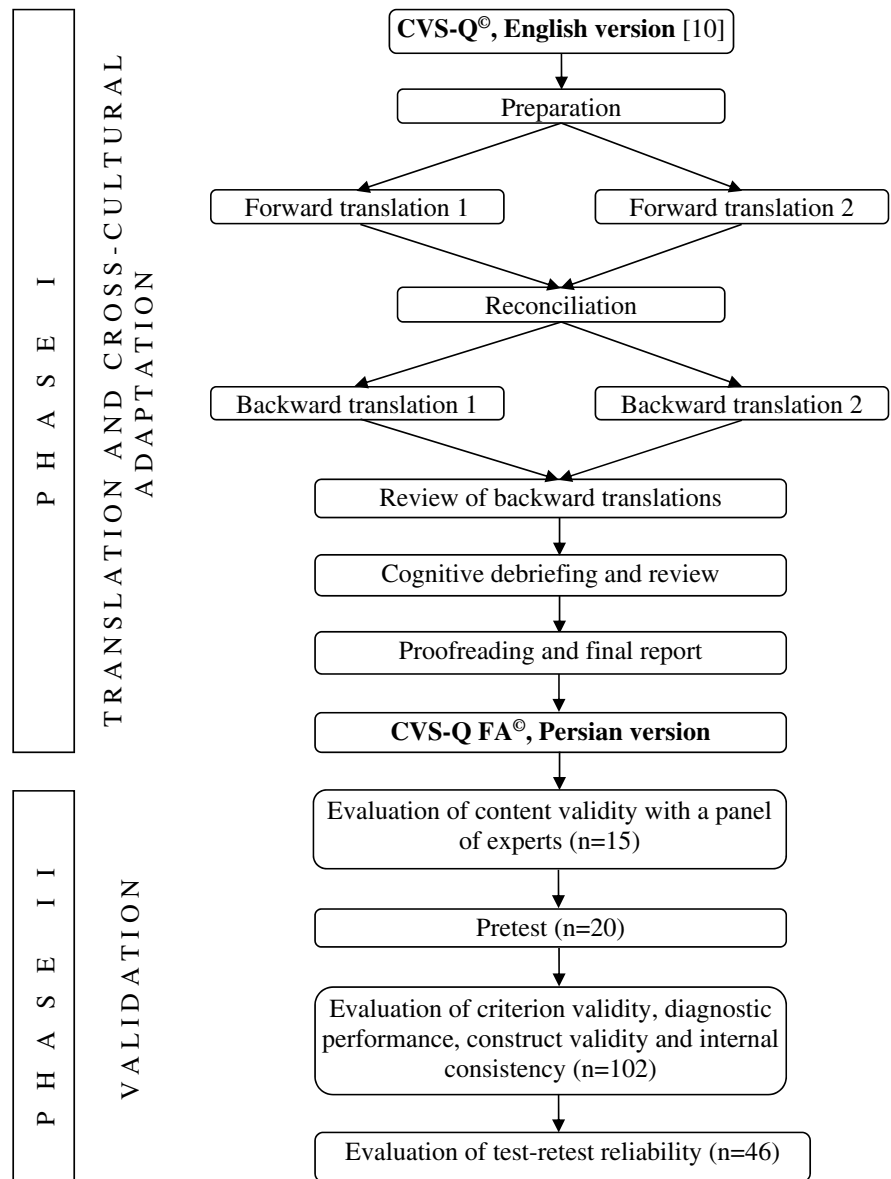 CVS-Q©, English version [10]
Preparation
Forward translation 1
Forward translation 2
Reconciliation
Backward translation 1
Backward translation 2
Review of backward translations
Cognitive debriefing and review
Proofreading and final report
CVS-Q FA©, Persian version
PHASE I
TRANSLATION AND CROSS-CULTURAL
ADAPTATION
Evaluation of content validity with a panel
of experts (n=15)
Pretest (n=20)
Evaluation of criterion validity, diagnostic
performance, construct validity and internal
consistency (n=102)
Evaluation of test-retest reliability (n=46)
PHASE II
VALIDATION